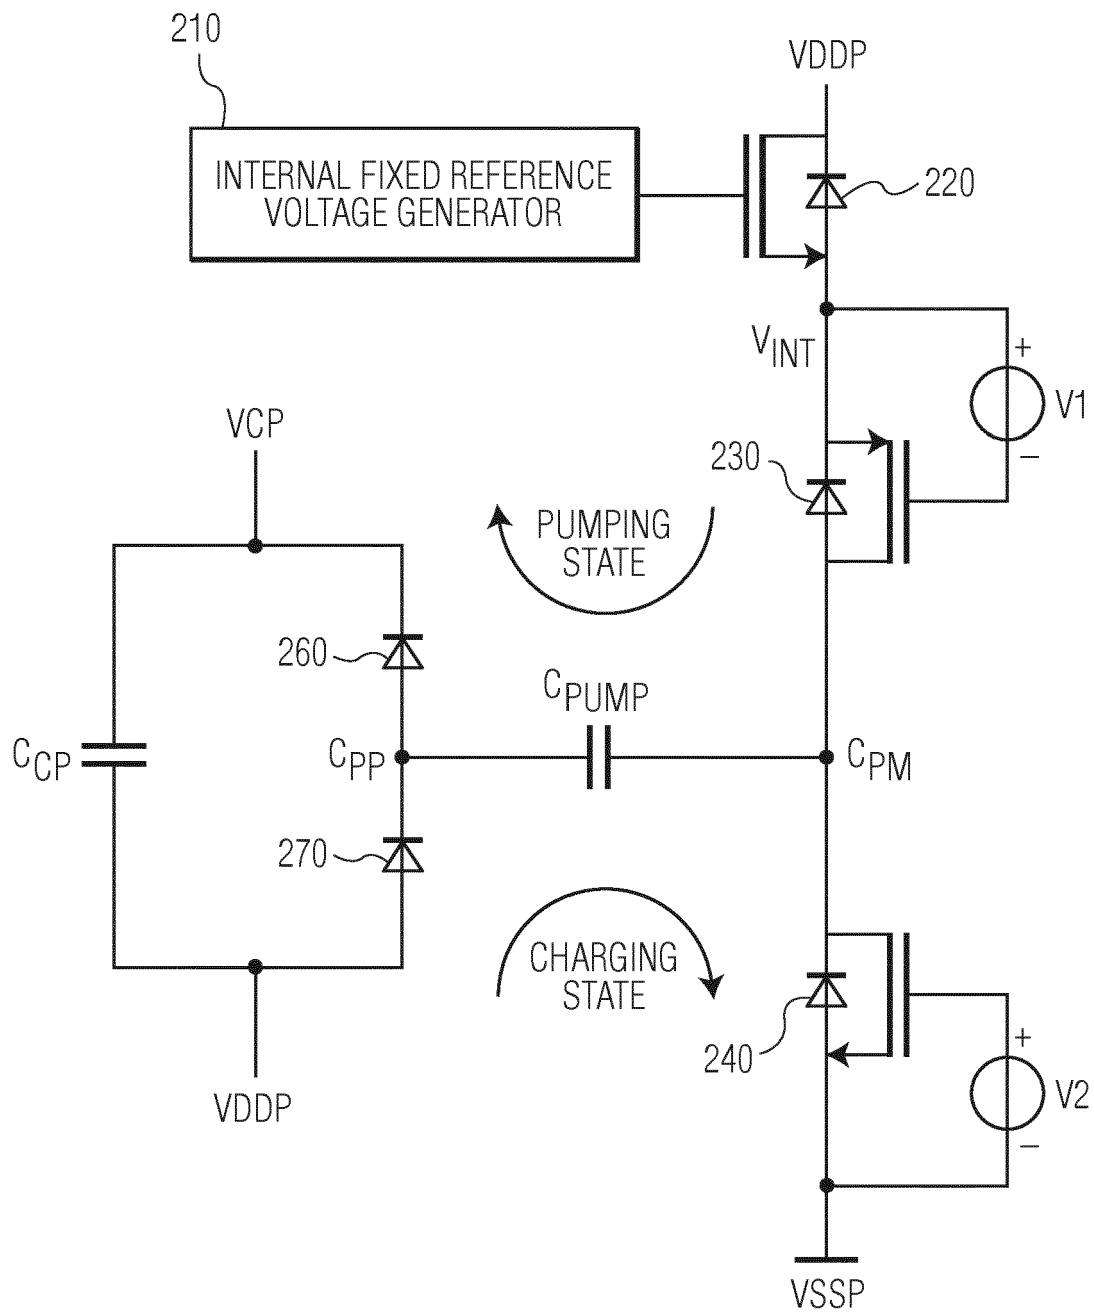 210
VDDP
INTERNAL FIXED REFERENCE
VOLTAGE GENERATOR
220
VINT
+
V1
−
VCP
230
PUMPING
STATE
260
CPUMP
CCP
CPP
CPM
270
CHARGING
STATE
240
+
V2
−
VDDP
VSSP